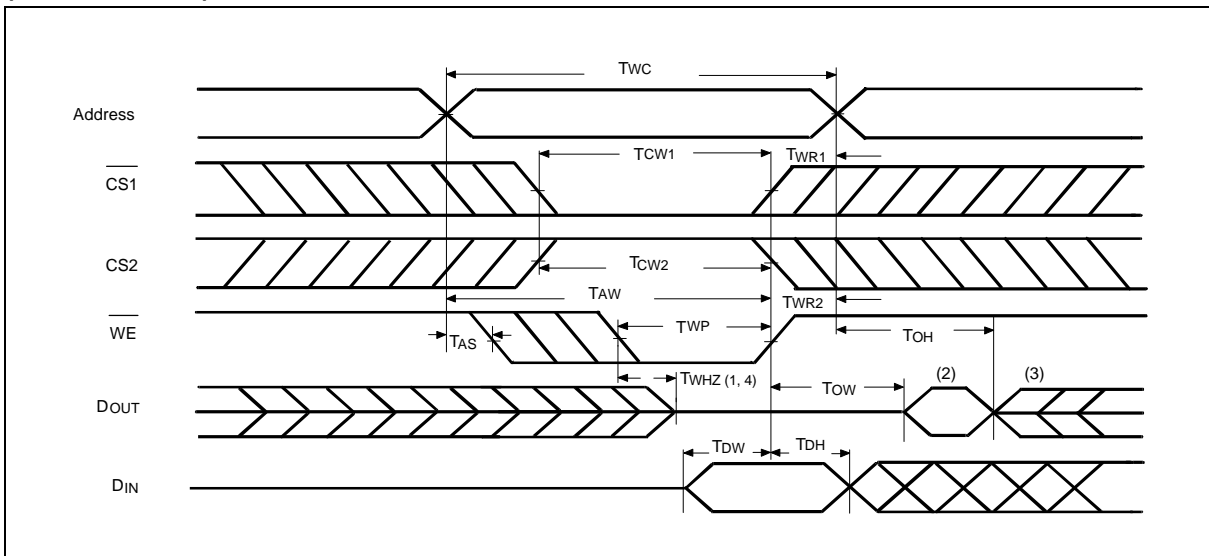 TWC
Address
TCW1
TWR1
CS1
CS2
TCW2
TAW
TWR2
WE
TAS
TWP
TOH
TWHZ (1, 4)
(2)
(3)
DOUT
TOW
TDW
TDH
DIN